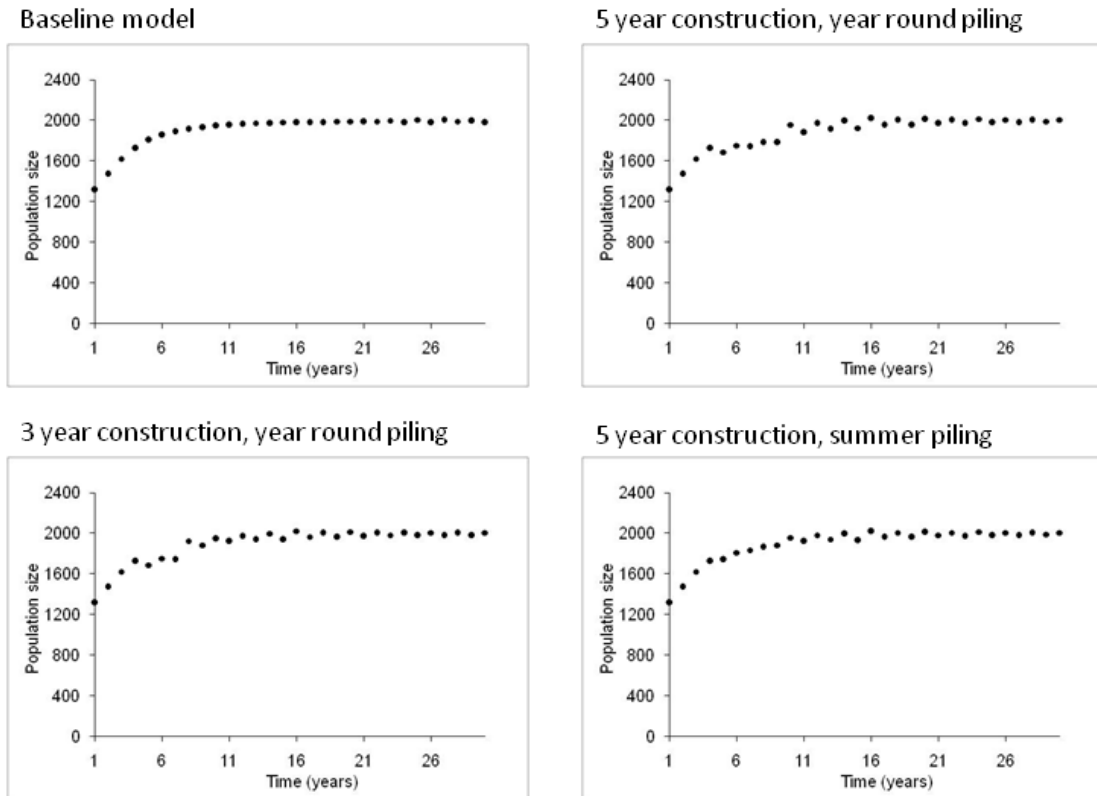 Baseline model
2400
2000
1600
1200
800
400
0
Population size
1 6 11 16 21 26
Time (years)
5 year construction, year round piling
2400
2000
1600
1200
800
400
0
Population size
1 6 11 16 21 26
Time (years)
3 year construction, year round piling
2400
2000
1600
1200
800
400
0
Population size
1 6 11 16 21 26
Time (years)
5 year construction, summer piling
2400
2000
1600
1200
800
400
0
Population size
1 6 11 16 21 26
Time (years)